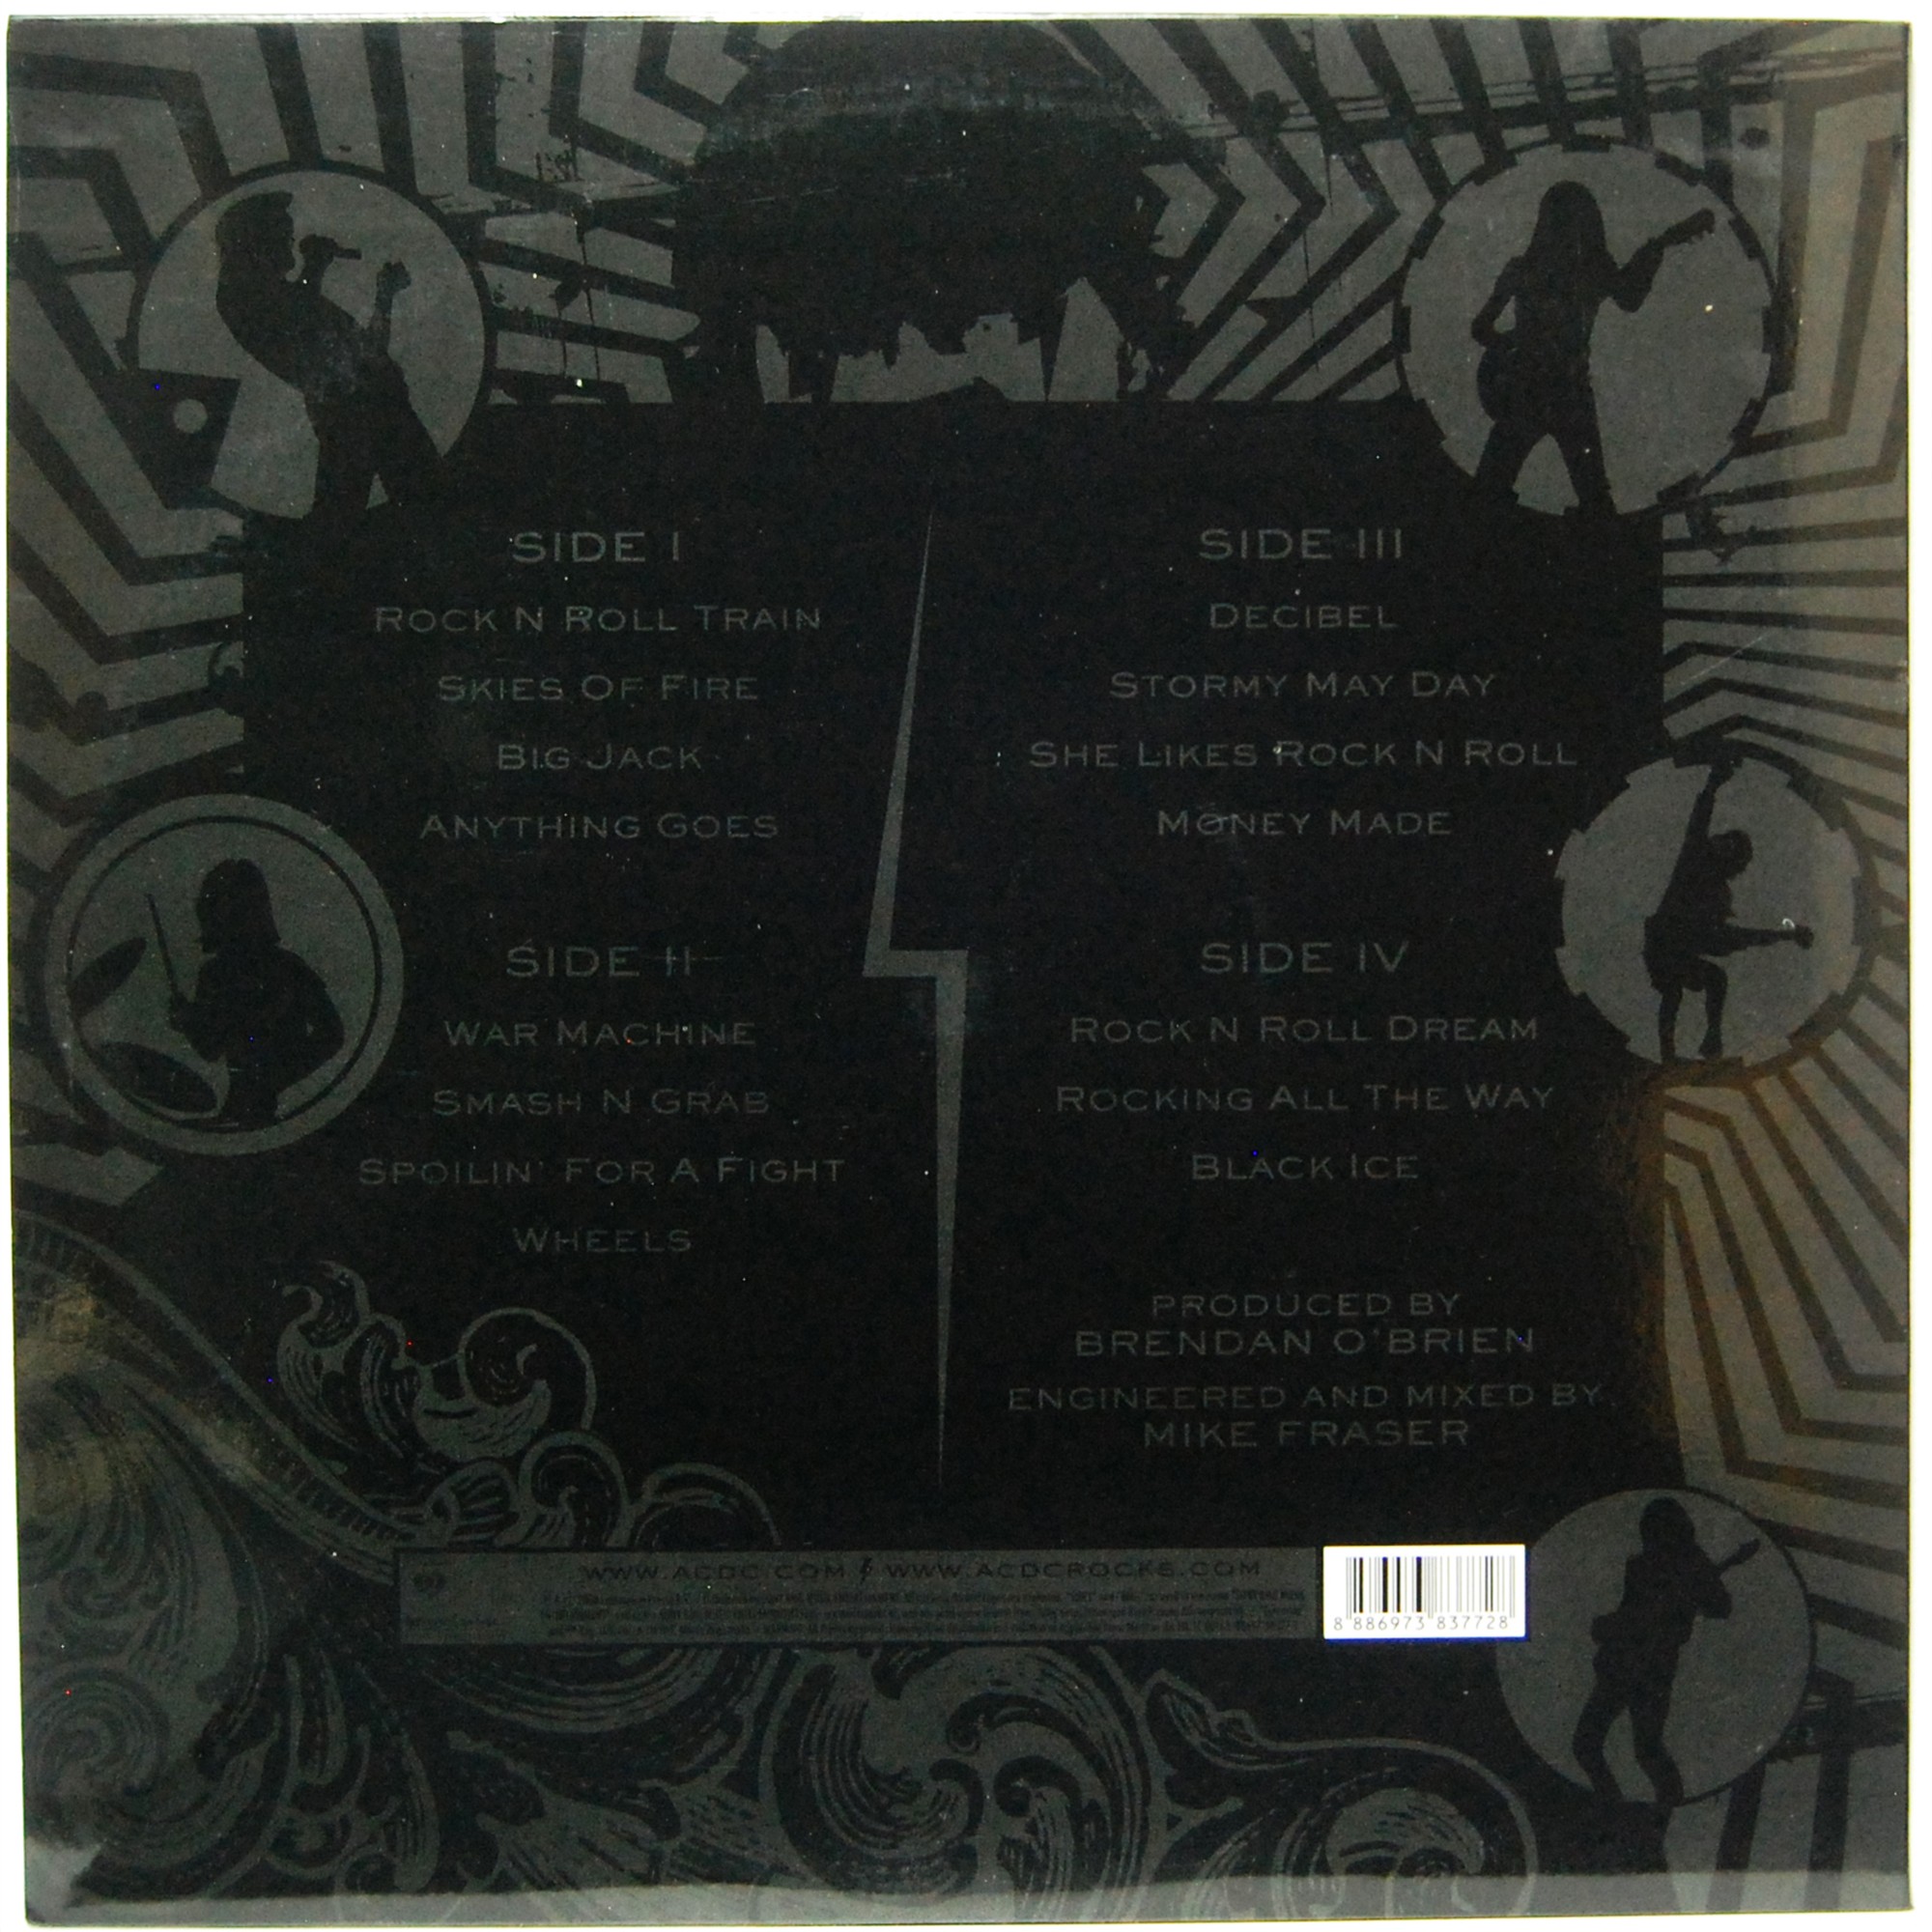 SIDE I
ROCK N ROLL TRAIN
SKIES OF FIRE
BIG JACK
ANYTHING GOES
SIDE II
WAR MACHINE
SMASH N GRAB
SPOILIN' FOR A FIGHT
WHEELS
SIDE III
DECIBEL
STORMY MAY DAY
SHE LIKES ROCK N ROLL
MONEY MADE
SIDE IV
ROCK N ROLL DREAM
ROCKING ALL THE WAY
BLACK ICE
PRODUCED BY
BRENDAN O'BRIEN
ENGINEERED AND MIXED BY
MIKE FRASER
WWW.ACDC.COM WWW.ACDCROCKS.COM
8 886973 837728